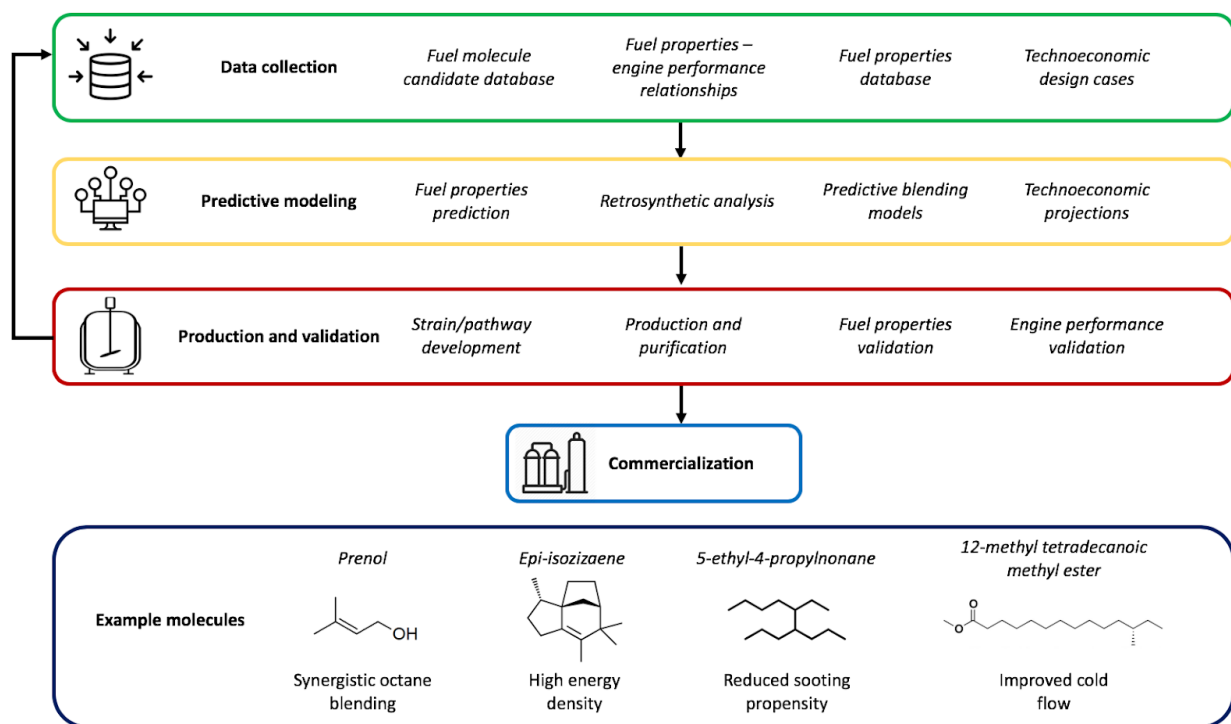 Data collection
Fuel molecule
candidate database
Fuel properties –
engine performance
relationships
Fuel properties
database
Technoeconomic
design cases
Predictive modeling
Fuel properties
prediction
Retrosynthetic analysis
Predictive blending
models
Technoeconomic
projections
Production and validation
Strain/pathway
development
Production and
purification
Fuel properties
validation
Engine performance
validation
Commercialization
Example molecules
Prenol
OH
Synergistic octane
blending
Epi-isozizaene
High energy
density
5-ethyl-4-propylnonane
Reduced sooting
propensity
12-methyl tetradecanoic
methyl ester
O
O
Improved cold
flow